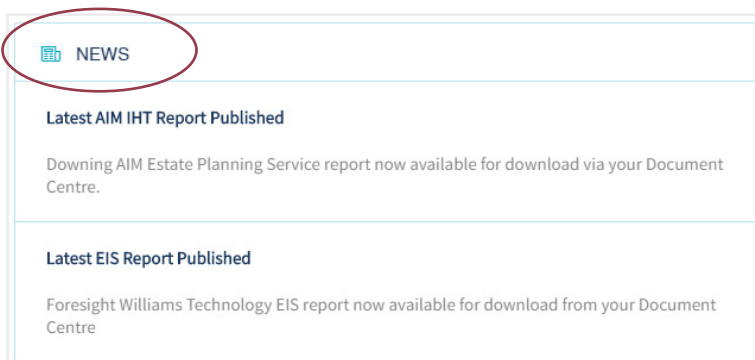 NEWS
Latest AIM IHT Report Published
Downing AIM Estate Planning Service report now available for download via your Document
Centre.
Latest EIS Report Published
Foresight Williams Technology EIS report now available for download from your Document
Centre